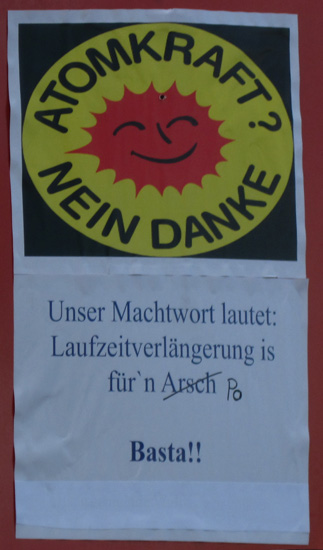 ATOMKRAFT?
NEIN DANKE
Unser Machtwort lautet:
Laufzeitverlängerung is
für`n Arsch Po
Basta!!